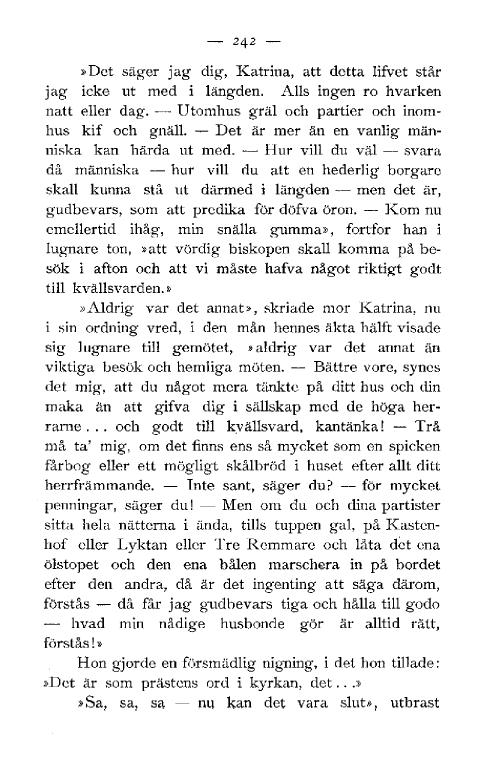 — 242 —
»Det säger jag dig, Katrina, att detta lifvet står
jag icke ut med i längden. Alls ingen ro hvarken
natt eller dag. — Utomhus gräl och partier och inom-
hus kif och gnäll. — Det är mer än en vanlig män-
niska kan härda ut med. — Hur vill du väl — svara
då människa — hur vill du att en hederlig borgare
skall kunna stå ut därmed i längden — men det är,
gudbevars, som att predika för döfva öron. — Kom nu
emellertid ihåg, min snälla gumma», fortfor han i
lugnare ton, »att vördig biskopen skall komma på be-
sök i afton och att vi måste hafva något riktigt godt
till kvällsvarden.»
»Aldrig var det annat», skriade mor Katrina, nu
i sin ordning vred, i den mån hennes äkta hälft visade
sig lugnare till gemötet, »aldrig var det annat än
viktiga besök och hemliga möten. — Bättre vore, synes
det mig, att du något mera tänkte på ditt hus och din
maka än att gifva dig i sällskap med de höga her-
rarne ... och godt till kvällsvard, kantänka! — Trå
må ta' mig, om det finns ens så mycket som en spicken
fårbog eller ett mögligt skålbröd i huset efter allt ditt
herrfrämmande. — Inte sant, säger du? — för mycket
penningar, säger du! — Men om du och dina partister
sitta hela nätterna i ända, tills tuppen gal, på Kasten-
hof eller Lyktan eller Tre Remmare och låta det ena
ölstopet och den ena bålen marschera in på bordet
efter den andra, då är det ingenting att säga därom,
förstås — då får jag gudbevars tiga och hålla till godo
— hvad min nådige husbonde gör är alltid rätt,
förstås!»
Hon gjorde en försmädlig nigning, i det hon tillade:
»Det är som prästens ord i kyrkan, det...»
»Sa, sa, sa — nu kan det vara slut», utbrast